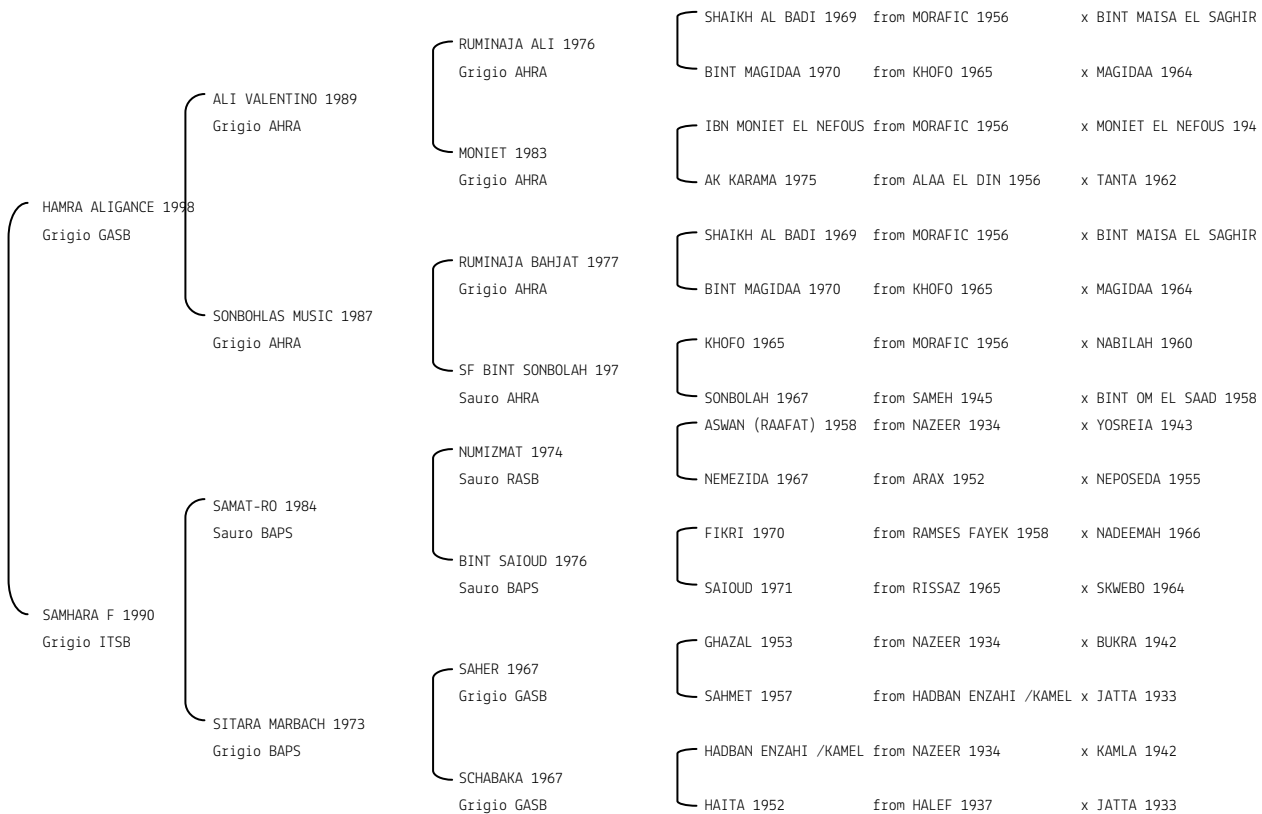 SHAIKH AL BADI 1969 from MORAFIC 1956 x BINT MAISA EL SAGHIR
RUMINAJA ALI 1976
Grigio AHRA BINT MAGIDAA 1970 from KHOFO 1965 x MAGIDAA 1964
ALI VALENTINO 1989
Grigio AHRA IBN MONIET EL NEFOUS from MORAFIC 1956 x MONIET EL NEFOUS 194
MONIET 1983
Grigio AHRA AK KARAMA 1975 from ALAA EL DIN 1956 x TANTA 1962
HAMRA ALIGANCE 1998
Grigio GASB SHAIKH AL BADI 1969 from MORAFIC 1956 x BINT MAISA EL SAGHIR
RUMINAJA BAHJAT 1977
Grigio AHRA BINT MAGIDAA 1970 from KHOFO 1965 x MAGIDAA 1964
SONBOHLAS MUSIC 1987
Grigio AHRA KHOFO 1965 from MORAFIC 1956 x NABILAH 1960
SF BINT SONBOLAH 197
Sauro AHRA SONBOLAH 1967 from SAMEH 1945 x BINT OM EL SAAD 1958
ASWAN (RAAFAT) 1958 from NAZEER 1934 x YOSREIA 1943
NUMIZMAT 1974
Sauro RASB NEMEZIDA 1967 from ARAX 1952 x NEPOSEDA 1955
SAMAT-RO 1984
Sauro BAPS FIKRI 1970 from RAMSES FAYEK 1958 x NADEEMAH 1966
BINT SAIOUD 1976
Sauro BAPS SAIOUD 1971 from RISSAZ 1965 x SKWEBO 1964
SAMHARA F 1990
Grigio ITSB GHAZAL 1953 from NAZEER 1934 x BUKRA 1942
SAHER 1967
Grigio GASB SAHMET 1957 from HADBAN ENZAHI /KAMEL x JATTA 1933
SITARA MARBACH 1973
Grigio BAPS HADBAN ENZAHI /KAMEL from NAZEER 1934 x KAMLA 1942
SCHABAKA 1967
Grigio GASB HAITA 1952 from HALEF 1937 x JATTA 1933